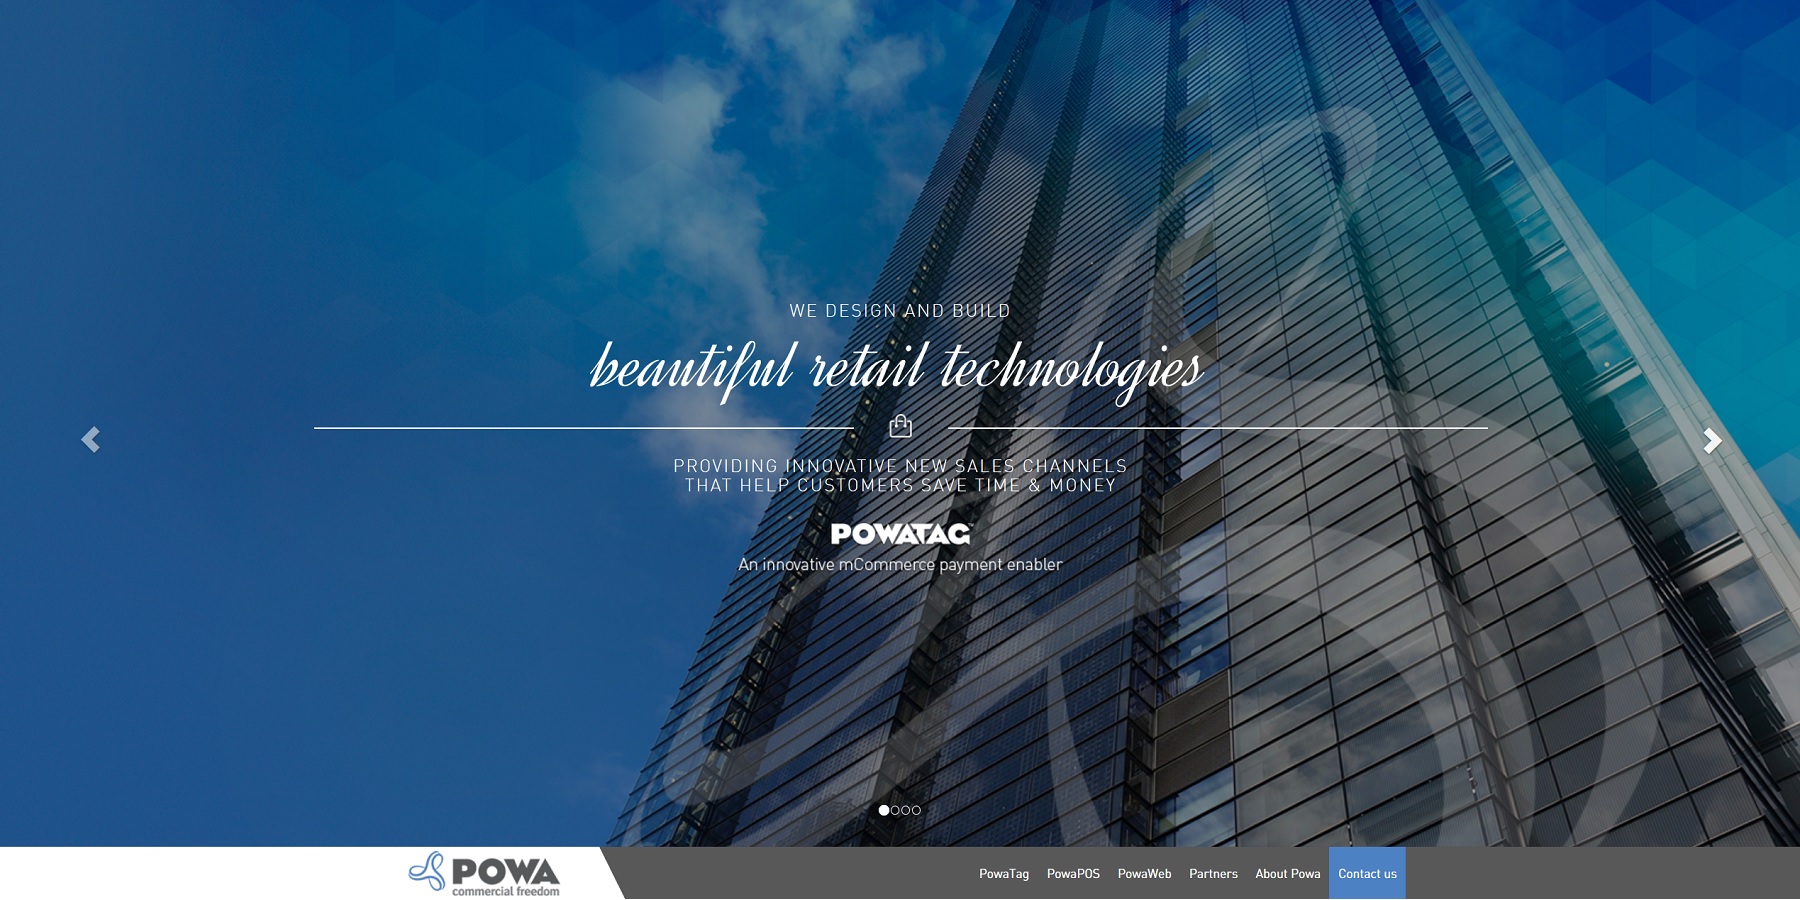 WE DESIGN AND BUILD
beautiful retail technologies
PROVIDING INNOVATIVE NEW SALES CHANNELS
THAT HELP CUSTOMERS SAVE TIME & MONEY
POWATAG
An innovative mCommerce payment enabler
POWA
commercial freedom
PowaTag PowaPOS PowaWeb Partners About Powa Contact us